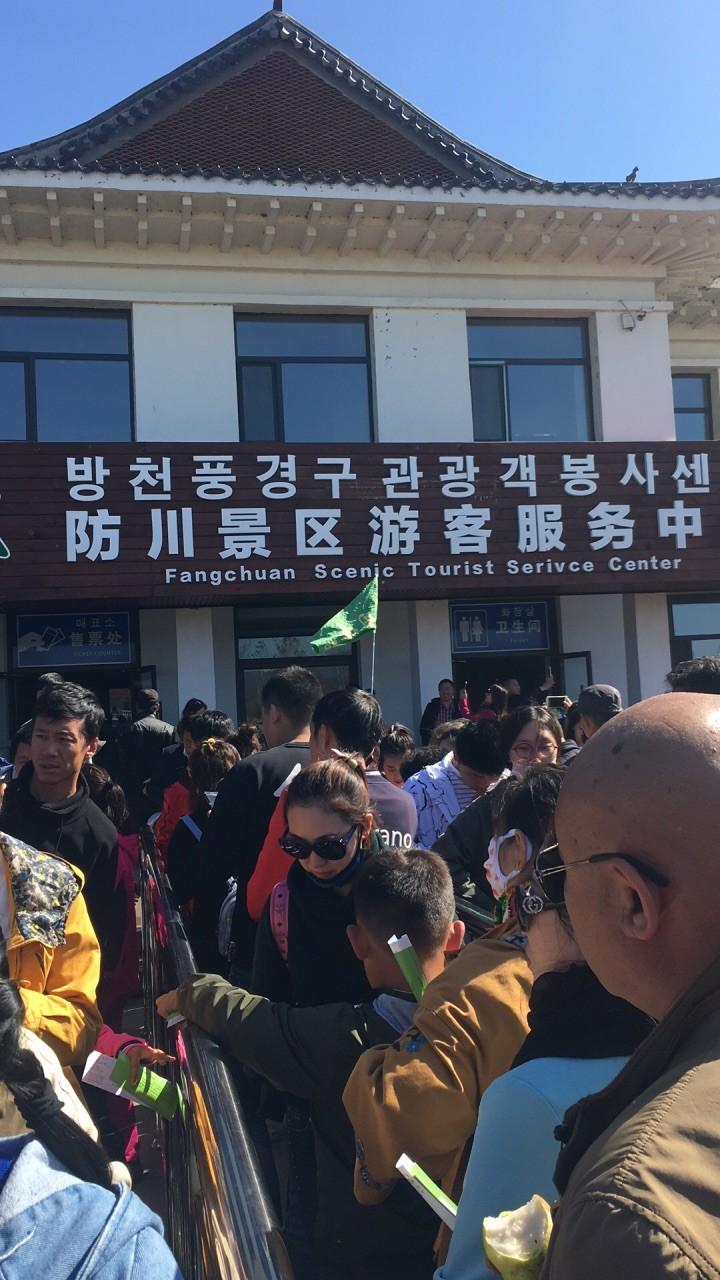 방천풍경구 관광객봉사센
防川景区游客服务中
Fangchuan Scenic Tourist Serivce Center
매표소
售票处
TICKET COUNTER
화장실
卫生间
Toilet
ano